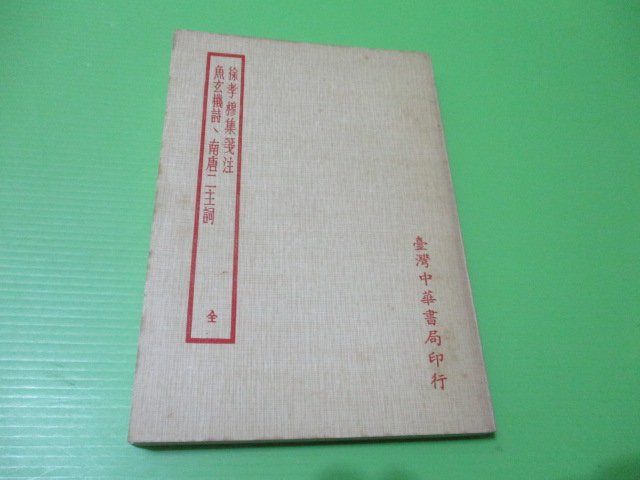 徐孝穆集箋注
魚玄機詩、南唐二主詞
全
臺灣中華書局印行